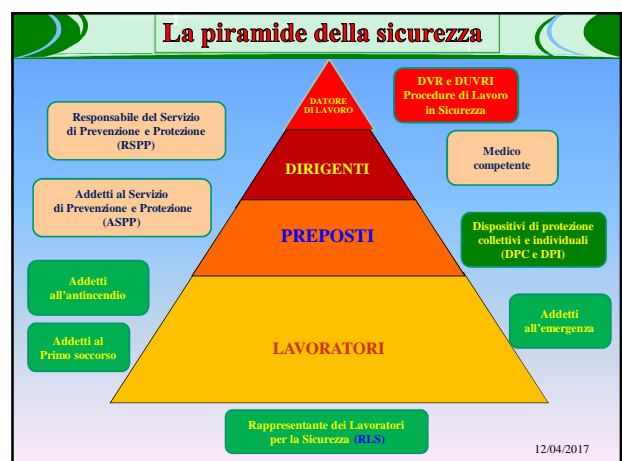 La piramide della sicurezza
DATORE
DI LAVORO
DVR e DUVRI
Procedure di Lavoro
in Sicurezza
Responsabile del Servizio
di Prevenzione e Protezione
(RSPP)
Medico
competente
DIRIGENTI
Addetti al Servizio
di Prevenzione e Protezione
(ASPP)
PREPOSTI
Dispositivi di protezione
collettivi e individuali
(DPC e DPI)
Addetti
all'antincendio
Addetti
all'emergenza
Addetti al
Primo soccorso
LAVORATORI
Rappresentante dei Lavoratori
per la Sicurezza (RLS)
12/04/2017